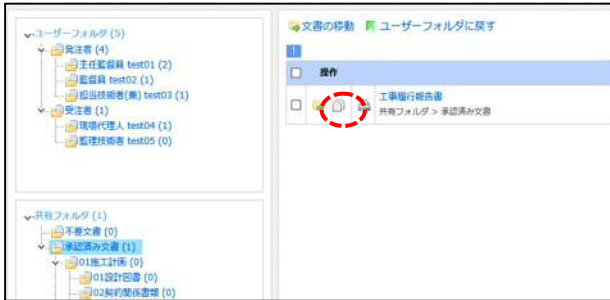 ユーザーフォルダ (5)
発注者 (4)
主任監督員 test01 (2)
監督員 test02 (1)
担当技術者(兼) test03 (1)
受注者 (1)
現場代理人 test04 (1)
監理技術者 test05 (0)
共有フォルダ (1)
不要文書 (0)
承認済み文書 (1)
01施工計画 (0)
01設計図書 (0)
02契約関係書類 (0)
文書の移動 ユーザーフォルダに戻す
1
操作
工事履行報告書
共有フォルダ > 承認済み文書